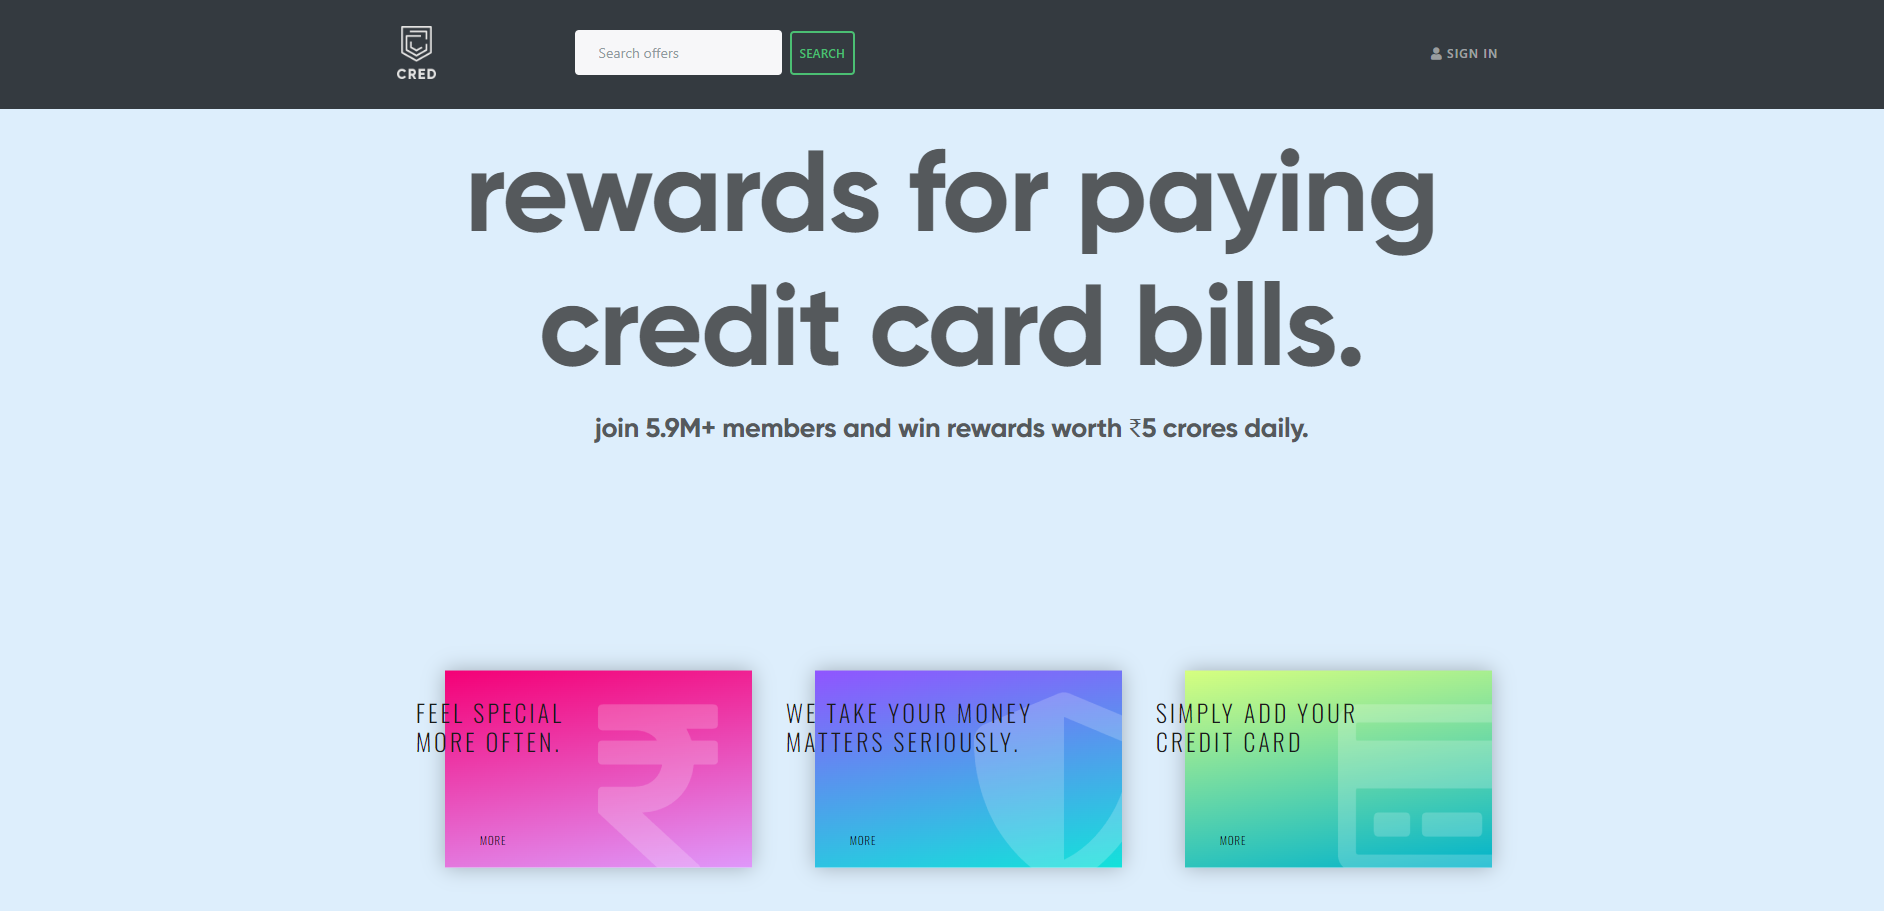 CRED
Search offers
SEARCH
SIGN IN
rewards for paying
credit card bills.
join 5.9M+ members and win rewards worth ₹5 crores daily.
FEEL SPECIAL
MORE OFTEN.
MORE
WE TAKE YOUR MONEY
MATTERS SERIOUSLY.
MORE
SIMPLY ADD YOUR
CREDIT CARD
MORE